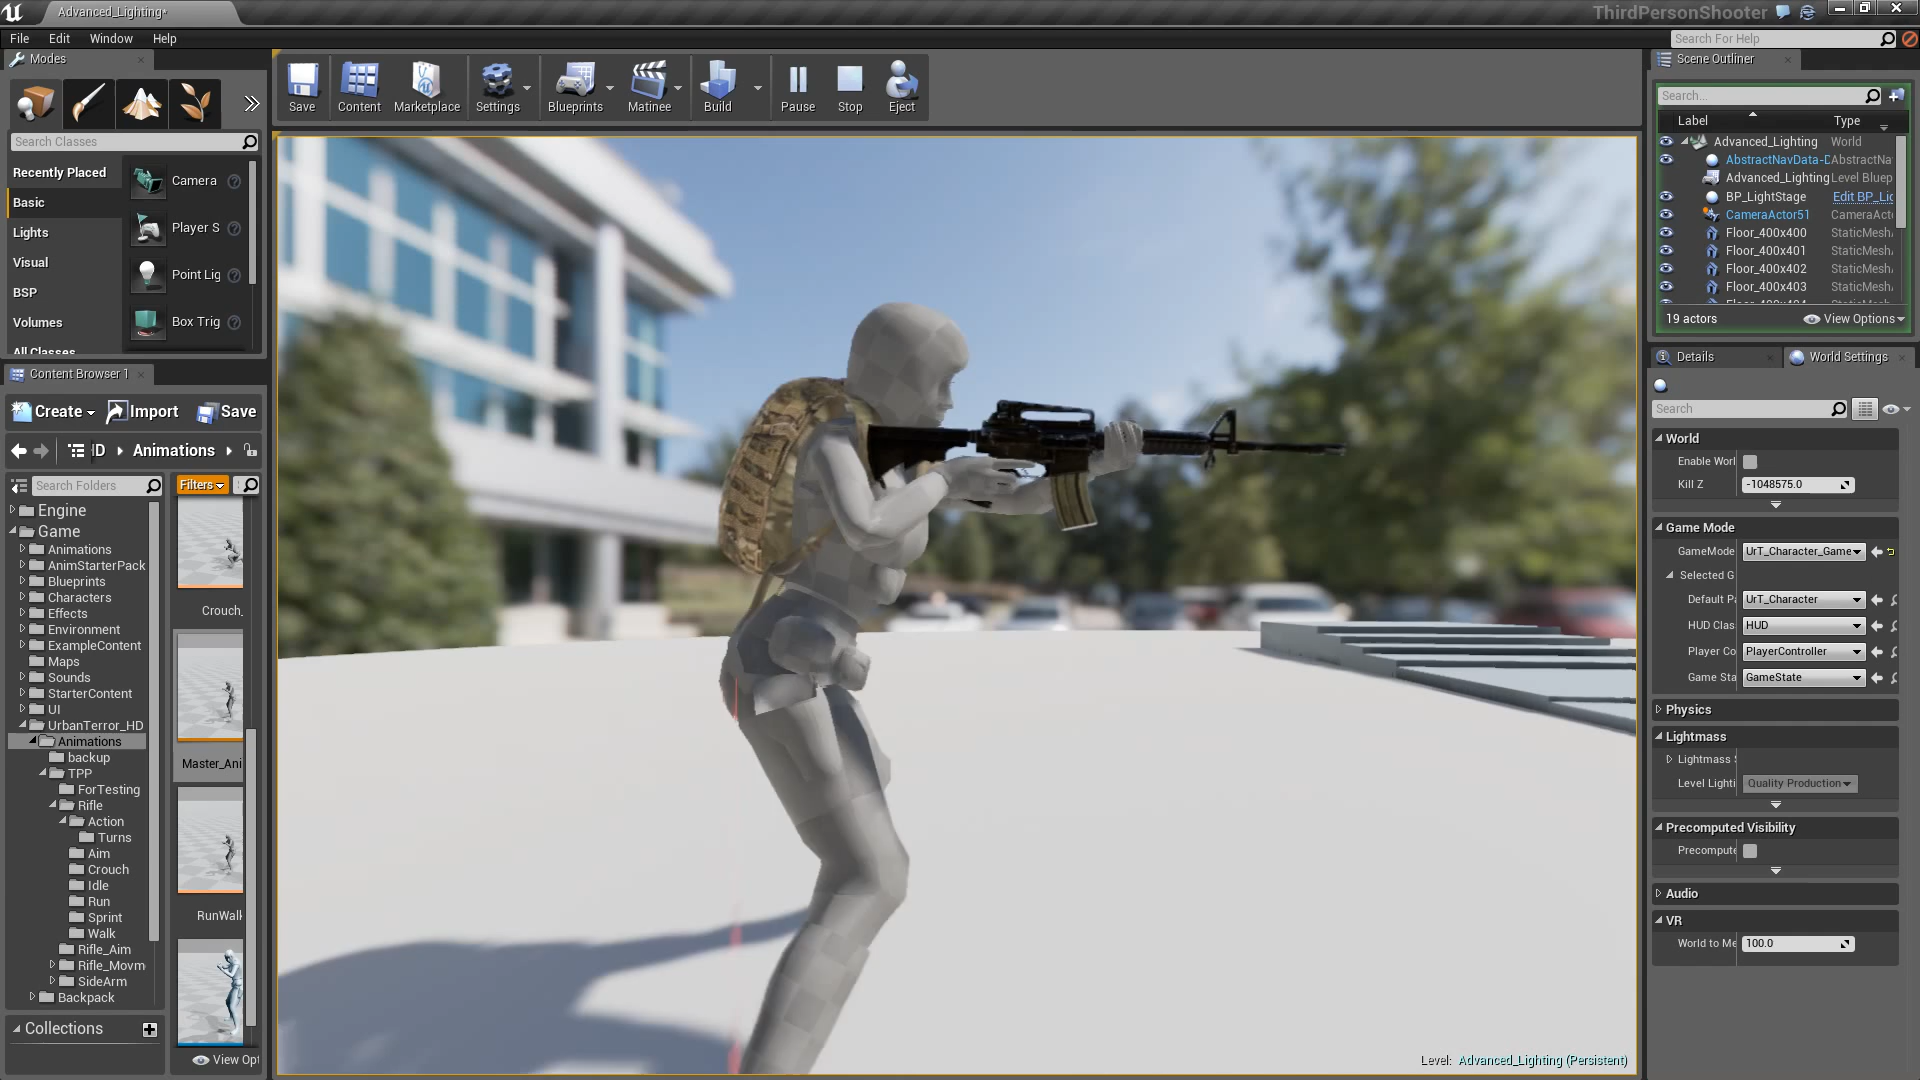 Advanced_Lighting*
ThirdPersonShooter
File Edit Window Help
Search For Help
Modes
Save
Content
Marketplace
Settings
Blueprints
Matinee
Build
Pause
Stop
Eject
Search Classes
Recently Placed
Basic
Lights
Visual
BSP
Volumes
All Classes
Camera
Player S
Point Lig
Box Trig
Content Browser 1
Create
Import
Save
D
Animations
Search Folders
Engine
Game
Animations
AnimStarterPack
Blueprints
Characters
Effects
Environment
ExampleContent
Maps
Sounds
StarterContent
UI
UrbanTerror_HD
Animations
backup
TPP
ForTesting
Rifle
Action
Turns
Aim
Crouch
Idle
Run
Sprint
Walk
Rifle_Aim
Rifle_Movm
SideArm
Backpack
Collections
Filters
Crouch_
Master_Ani
RunWalk
View Opt
Level: Advanced_Lighting (Persistent)
Scene Outliner
Search...
Label Type
Advanced_Lighting World
AbstractNavData-D AbstractNa
Advanced_Lighting Level Bluep
BP_LightStage Edit BP_Lig
CameraActor51 CameraActo
Floor_400x400 StaticMesh
Floor_400x401 StaticMesh
Floor_400x402 StaticMesh
Floor_400x403 StaticMesh
19 actors
View Options
Details
World Settings
Search
World
Enable Worl
Kill Z -1048575.0
Game Mode
GameMode UrT_Character_Game
Selected G
Default Pa UrT_Character
HUD Clas HUD
Player Co PlayerController
Game Sta GameState
Physics
Lightmass
Lightmass S
Level Lighti Quality Production
Precomputed Visibility
Precompute
Audio
VR
World to Me 100.0